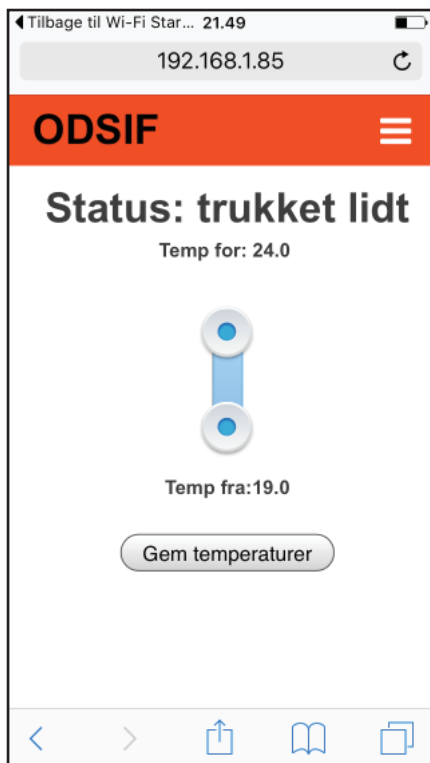 Tilbage til Wi-Fi Star... 21.49
192.168.1.85
ODSIF
Status: trukket lidt
Temp for: 24.0
Temp fra:19.0
Gem temperaturer